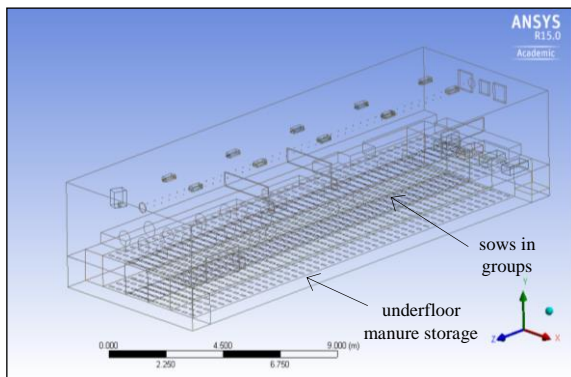 ANSYS
R15.0
Academic
sows in
groups
underfloor
manure storage
0.000 4.500 9.000 (m)
2.250 6.750
Y
Z X